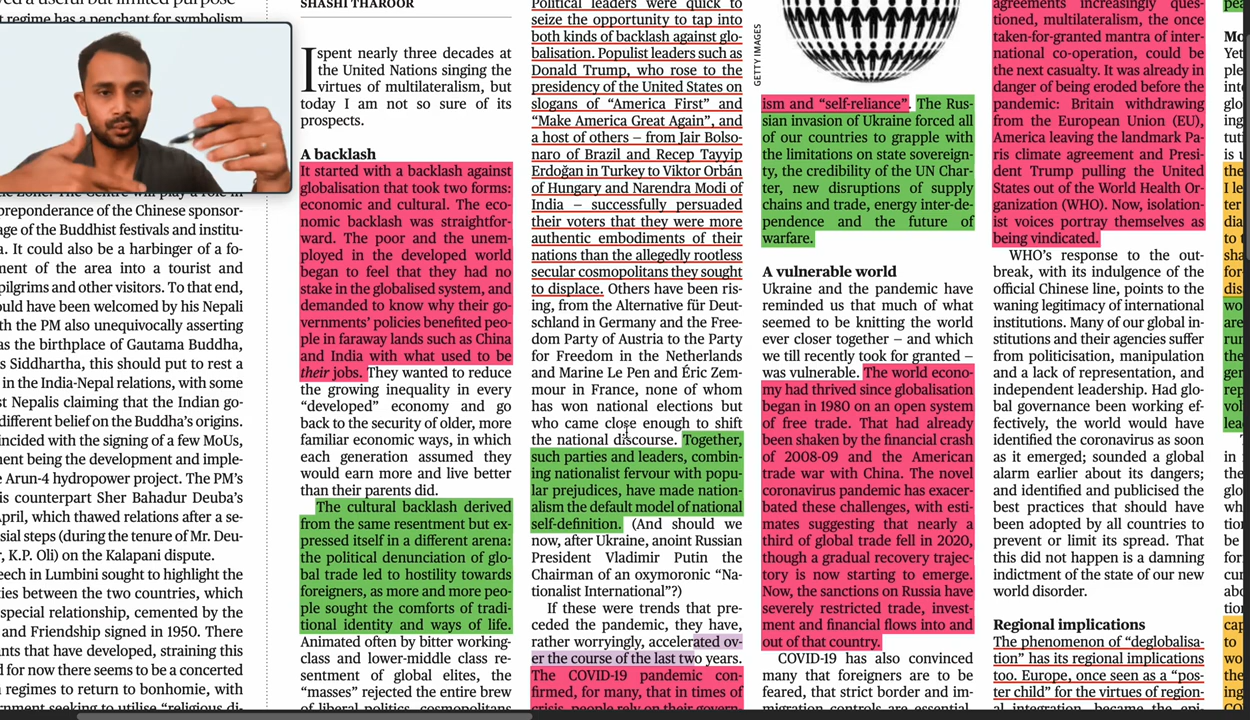 yed a useful but limited purpose
t regime has a penchant for symbolism
the zone. The Centre will play a role in
preponderance of the Chinese sponsor-
age of the Buddhist festivals and institu-
a. It could also be a harbinger of a fo-
ment of the area into a tourist and
pilgrims and other visitors. To that end,
ould have been welcomed by his Nepali
th the PM also unequivocally asserting
as the birthplace of Gautama Buddha,
s Siddhartha, this should put to rest a
in the India-Nepal relations, with some
st Nepalis claiming that the Indian go-
different belief on the Buddha's origins.
incided with the signing of a few MoUs,
ment being the development and imple-
e Arun-4 hydropower project. The PM's
is counterpart Sher Bahadur Deuba's
April, which thawed relations after a se-
sial steps (during the tenure of Mr. Deu-
r, K.P. Oli) on the Kalapani dispute.
eech in Lumbini sought to highlight the
ties between the two countries, which
special relationship, cemented by the
and Friendship signed in 1950. There
nts that have developed, straining this
d for now there seems to be a concerted
n regimes to return to bonhomie, with
rnment seeking to utilise "religious di-
SHASHI THAROOR
I spent nearly three decades at
the United Nations singing the
virtues of multilateralism, but
today I am not so sure of its
prospects.
A backlash
It started with a backlash against
globalisation that took two forms:
economic and cultural. The eco-
nomic backlash was straightfor-
ward. The poor and the unem-
ployed in the developed world
began to feel that they had no
stake in the globalised system, and
demanded to know why their go-
vernments' policies benefited peo-
ple in faraway lands such as China
and India with what used to be
their jobs. They wanted to reduce
the growing inequality in every
"developed" economy and go
back to the security of older, more
familiar economic ways, in which
each generation assumed they
would earn more and live better
than their parents did.
The cultural backlash derived
from the same resentment but ex-
pressed itself in a different arena:
the political denunciation of glo-
bal trade led to hostility towards
foreigners, as more and more peo-
ple sought the comforts of tradi-
tional identity and ways of life.
Animated often by bitter working-
class and lower-middle class re-
sentment of global elites, the
"masses" rejected the entire brew
of liberal politics, cosmopolitans
Political leaders were quick to
seize the opportunity to tap into
both kinds of backlash against glo-
balisation. Populist leaders such as
Donald Trump, who rose to the
presidency of the United States on
slogans of "America First" and
"Make America Great Again", and
a host of others – from Jair Bolso-
naro of Brazil and Recep Tayyip
Erdoğan in Turkey to Viktor Orbán
of Hungary and Narendra Modi of
India – successfully persuaded
their voters that they were more
authentic embodiments of their
nations than the allegedly rootless
secular cosmopolitans they sought
to displace. Others have been ris-
ing, from the Alternative für Deut-
schland in Germany and the Free-
dom Party of Austria to the Party
for Freedom in the Netherlands
and Marine Le Pen and Éric Zem-
mour in France, none of whom
has won national elections but
who came close enough to shift
the national discourse. Together,
such parties and leaders, combin-
ing nationalist fervour with popu-
lar prejudices, have made nation-
alism the default model of national
self-definition. (And should we
now, after Ukraine, anoint Russian
President Vladimir Putin the
Chairman of an oxymoronic "Na-
tionalist International"?)
If these were trends that pre-
ceded the pandemic, they have,
rather worryingly, accelerated ov-
er the course of the last two years.
The COVID-19 pandemic con-
firmed, for many, that in times of
crisis, people rely on their govern-
GETTY IMAGES
ism and "self-reliance". The Rus-
sian invasion of Ukraine forced all
of our countries to grapple with
the limitations on state sovereign-
ty, the credibility of the UN Char-
ter, new disruptions of supply
chains and trade, energy inter-de-
pendence and the future of
warfare.
A vulnerable world
Ukraine and the pandemic have
reminded us that much of what
seemed to be knitting the world
ever closer together – and which
we till recently took for granted –
was vulnerable. The world econo-
my had thrived since globalisation
began in 1980 on an open system
of free trade. That had already
been shaken by the financial crash
of 2008-09 and the American
trade war with China. The novel
coronavirus pandemic has exacer-
bated these challenges, with esti-
mates suggesting that nearly a
third of global trade fell in 2020,
though a gradual recovery trajec-
tory is now starting to emerge.
Now, the sanctions on Russia have
severely restricted trade, invest-
ment and financial flows into and
out of that country.
COVID-19 has also convinced
many that foreigners are to be
feared, that strict border and im-
migration controls are essential,
agreements increasingly ques-
tioned, multilateralism, the once
taken-for-granted mantra of inter-
national co-operation, could be
the next casualty. It was already in
danger of being eroded before the
pandemic: Britain withdrawing
from the European Union (EU),
America leaving the landmark Pa-
ris climate agreement and Presi-
dent Trump pulling the United
States out of the World Health Or-
ganization (WHO). Now, isolation-
ist voices portray themselves as
being vindicated.
WHO's response to the out-
break, with its indulgence of the
official Chinese line, points to the
waning legitimacy of international
institutions. Many of our global in-
stitutions and their agencies suffer
from politicisation, manipulation
and a lack of representation, and
independent leadership. Had glo-
bal governance been working ef-
fectively, the world would have
identified the coronavirus as soon
as it emerged; sounded a global
alarm earlier about its dangers;
and identified and publicised the
best practices that should have
been adopted by all countries to
prevent or limit its spread. That
this did not happen is a damning
indictment of the state of our new
world disorder.
Regional implications
The phenomenon of "deglobalisa-
tion" has its regional implications
too. Europe, once seen as a "pos-
ter child" for the virtues of region-
al integration, became the epi-